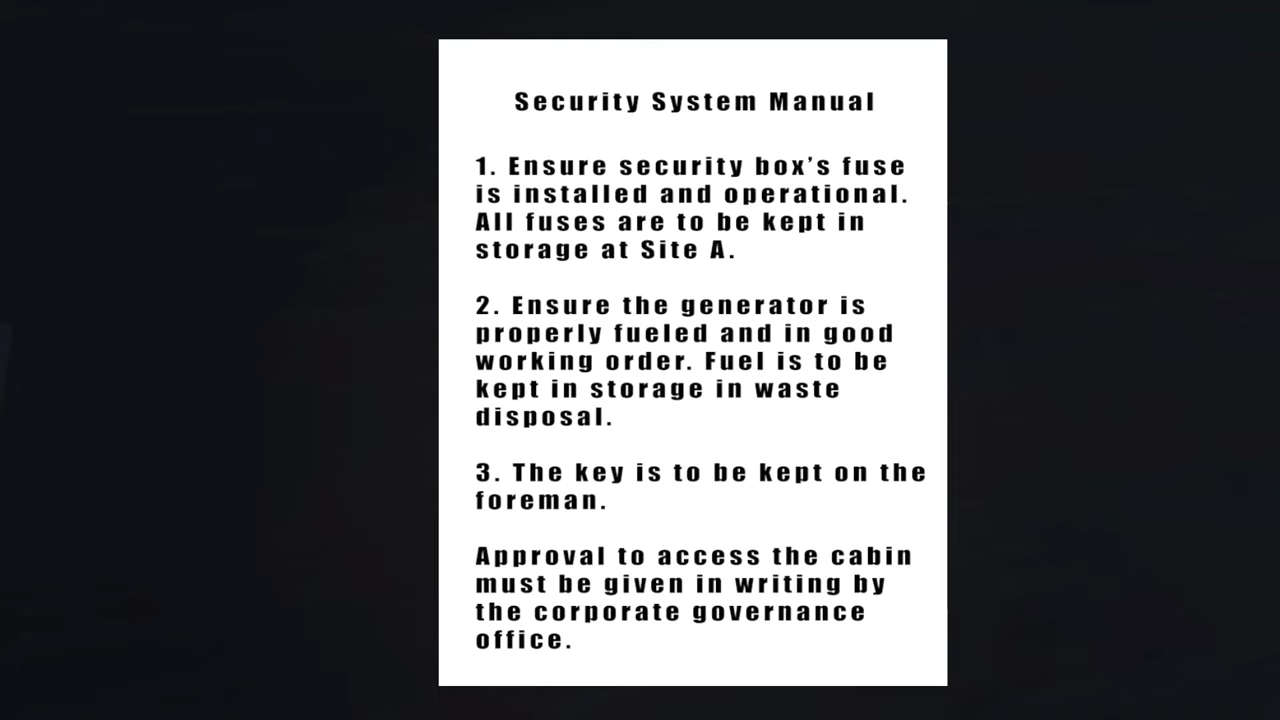 Security System Manual
1. Ensure security box’s fuse
is installed and operational.
All fuses are to be kept in
storage at Site A.
2. Ensure the generator is
properly fueled and in good
working order. Fuel is to be
kept in storage in waste
disposal.
3. The key is to be kept on the
foreman.
Approval to access the cabin
must be given in writing by
the corporate governance
office.